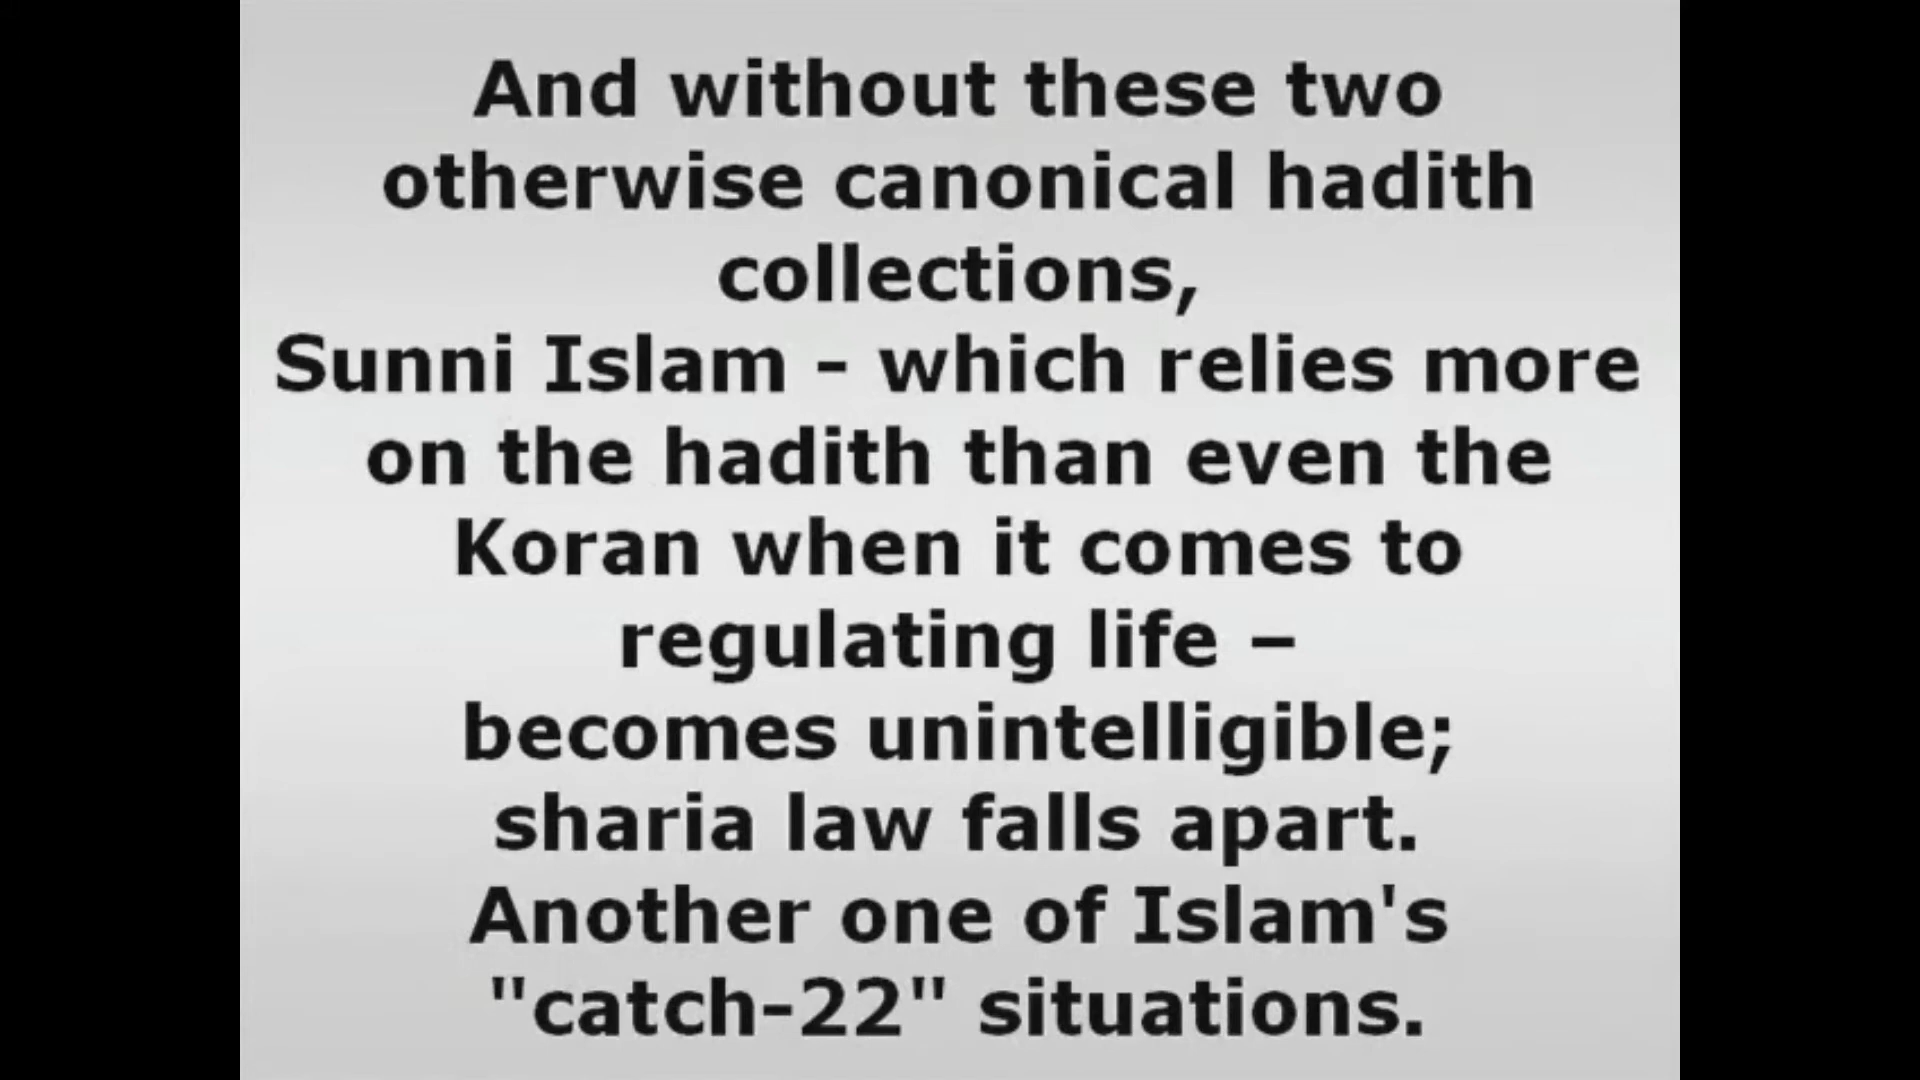 And without these two
otherwise canonical hadith
collections,
Sunni Islam - which relies more
on the hadith than even the
Koran when it comes to
regulating life –
becomes unintelligible;
sharia law falls apart.
Another one of Islam's
"catch-22" situations.